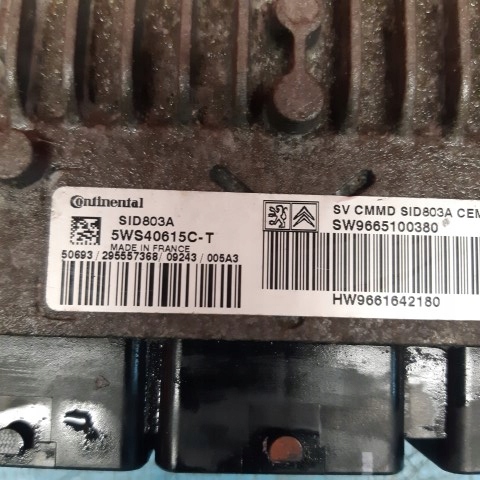 Continental
SID803A
5WS40615C-T
MADE IN FRANCE
50693/295557368/09243/005A3
SV CMMD SID803A CEM
SW9665100380
HW9661642180